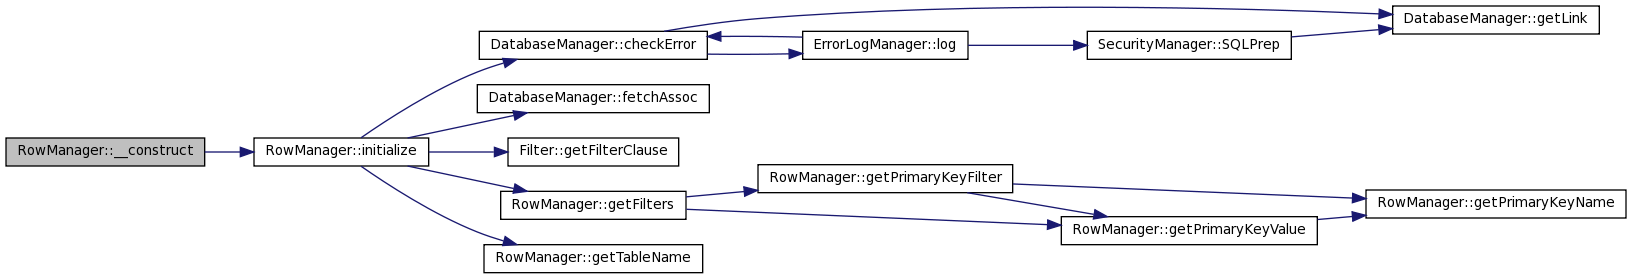 RowManager::__construct
RowManager::initialize
DatabaseManager::checkError
DatabaseManager::fetchAssoc
Filter::getFilterClause
RowManager::getFilters
RowManager::getTableName
ErrorLogManager::log
RowManager::getPrimaryKeyFilter
SecurityManager::SQLPrep
RowManager::getPrimaryKeyValue
DatabaseManager::getLink
RowManager::getPrimaryKeyName